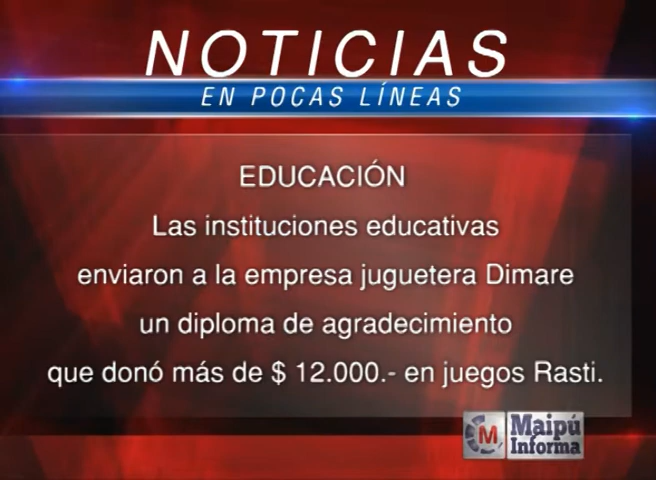 NOTICIAS
EN POCAS LÍNEAS
EDUCACIÓN
Las instituciones educativas
enviaron a la empresa juguetera Dimare
un diploma de agradecimiento
que donó más de $ 12.000.- en juegos Rasti.
M Maipú
Informa